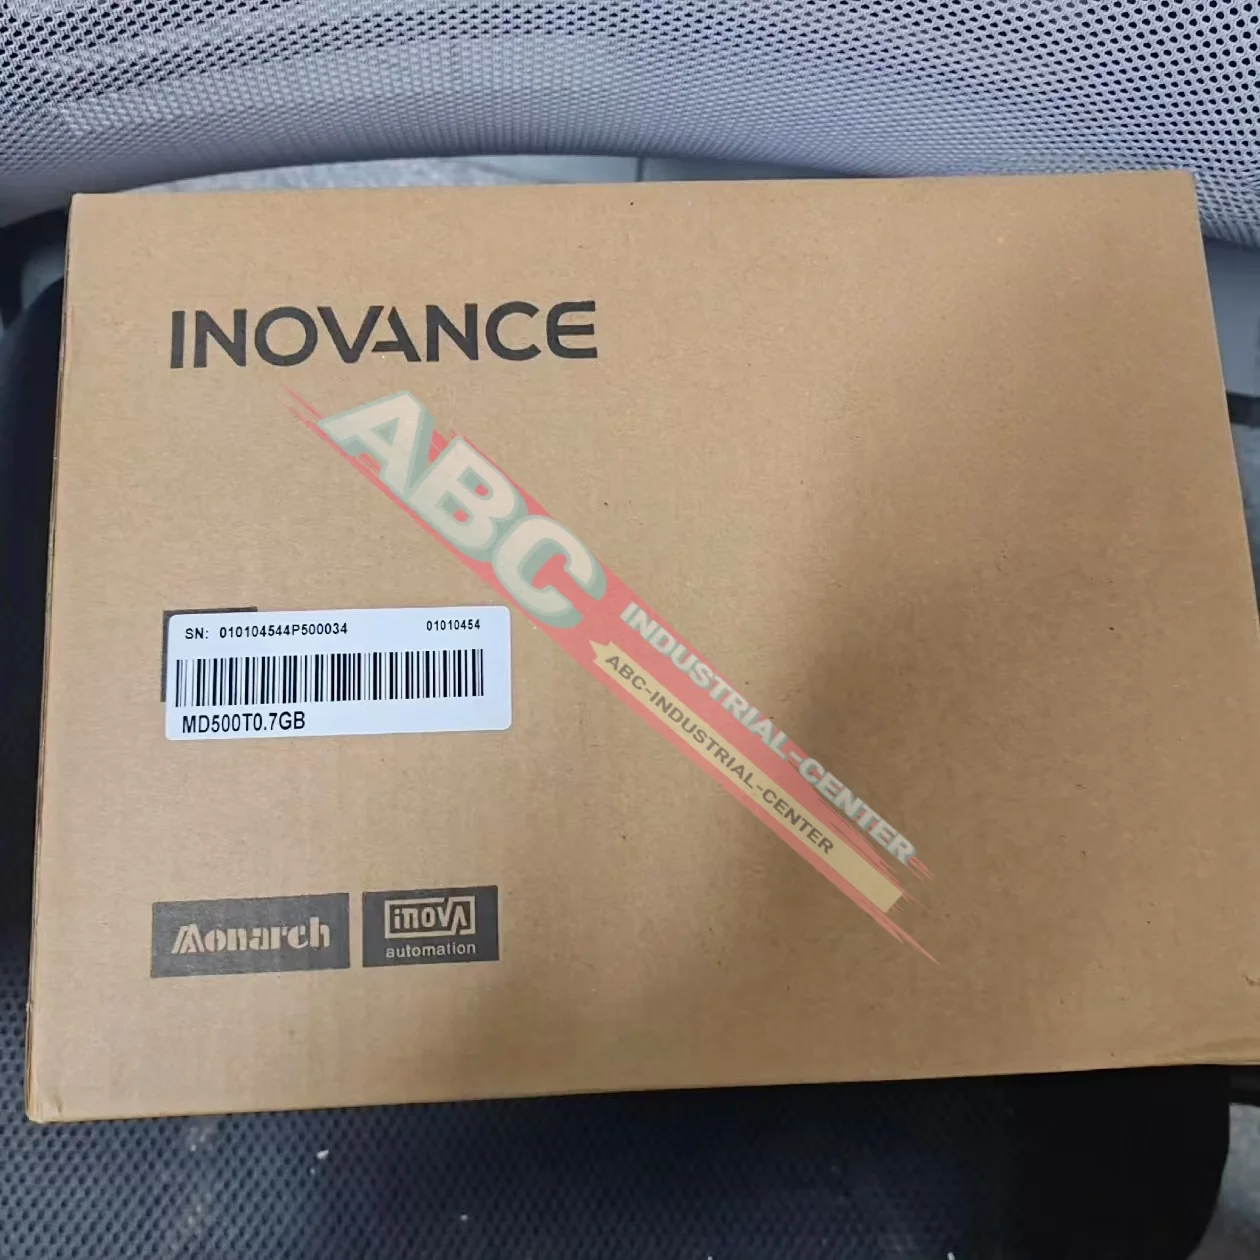 INOVANCE
ABC
INDUSTRIAL-CENTER
ABC-INDUSTRIAL-CENTER
SN: 010104544P500034 01010454
MD500T0.7GB
Monarch
inova
automation